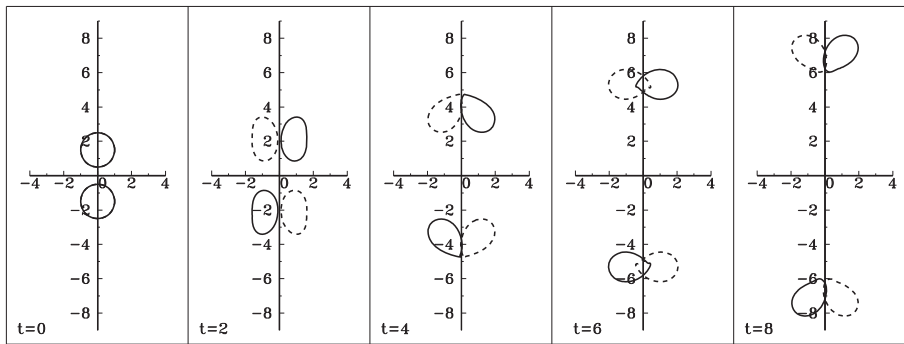 8 8 8 8 8
6 6 6 6 6
4 4 4 4 4
2 2 2 2 2
−4 −2 2 4 −4 −2 2 4 −4 −2 2 4 −4 −2 2 4 −4 −2 2 4
−2 −2 −2 −2 −2
−4 −4 −4 −4 −4
−6 −6 −6 −6 −6
−8 −8 −8 −8 −8
t=0 t=2 t=4 t=6 t=8